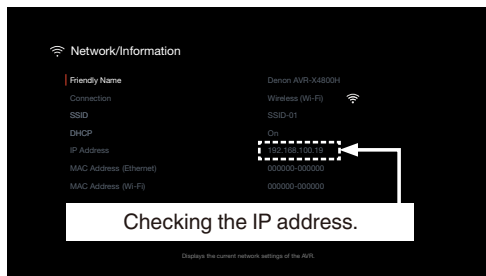 Network/Information
Friendly Name Denon AVR-X4800H
Connection Wireless (Wi-Fi)
SSID SSID-01
DHCP On
IP Address 192.168.100.19
MAC Address (Ethernet) 000000-000000
MAC Address (Wi-Fi) 000000-000000
Checking the IP address.
Displays the current network settings of the AVR.